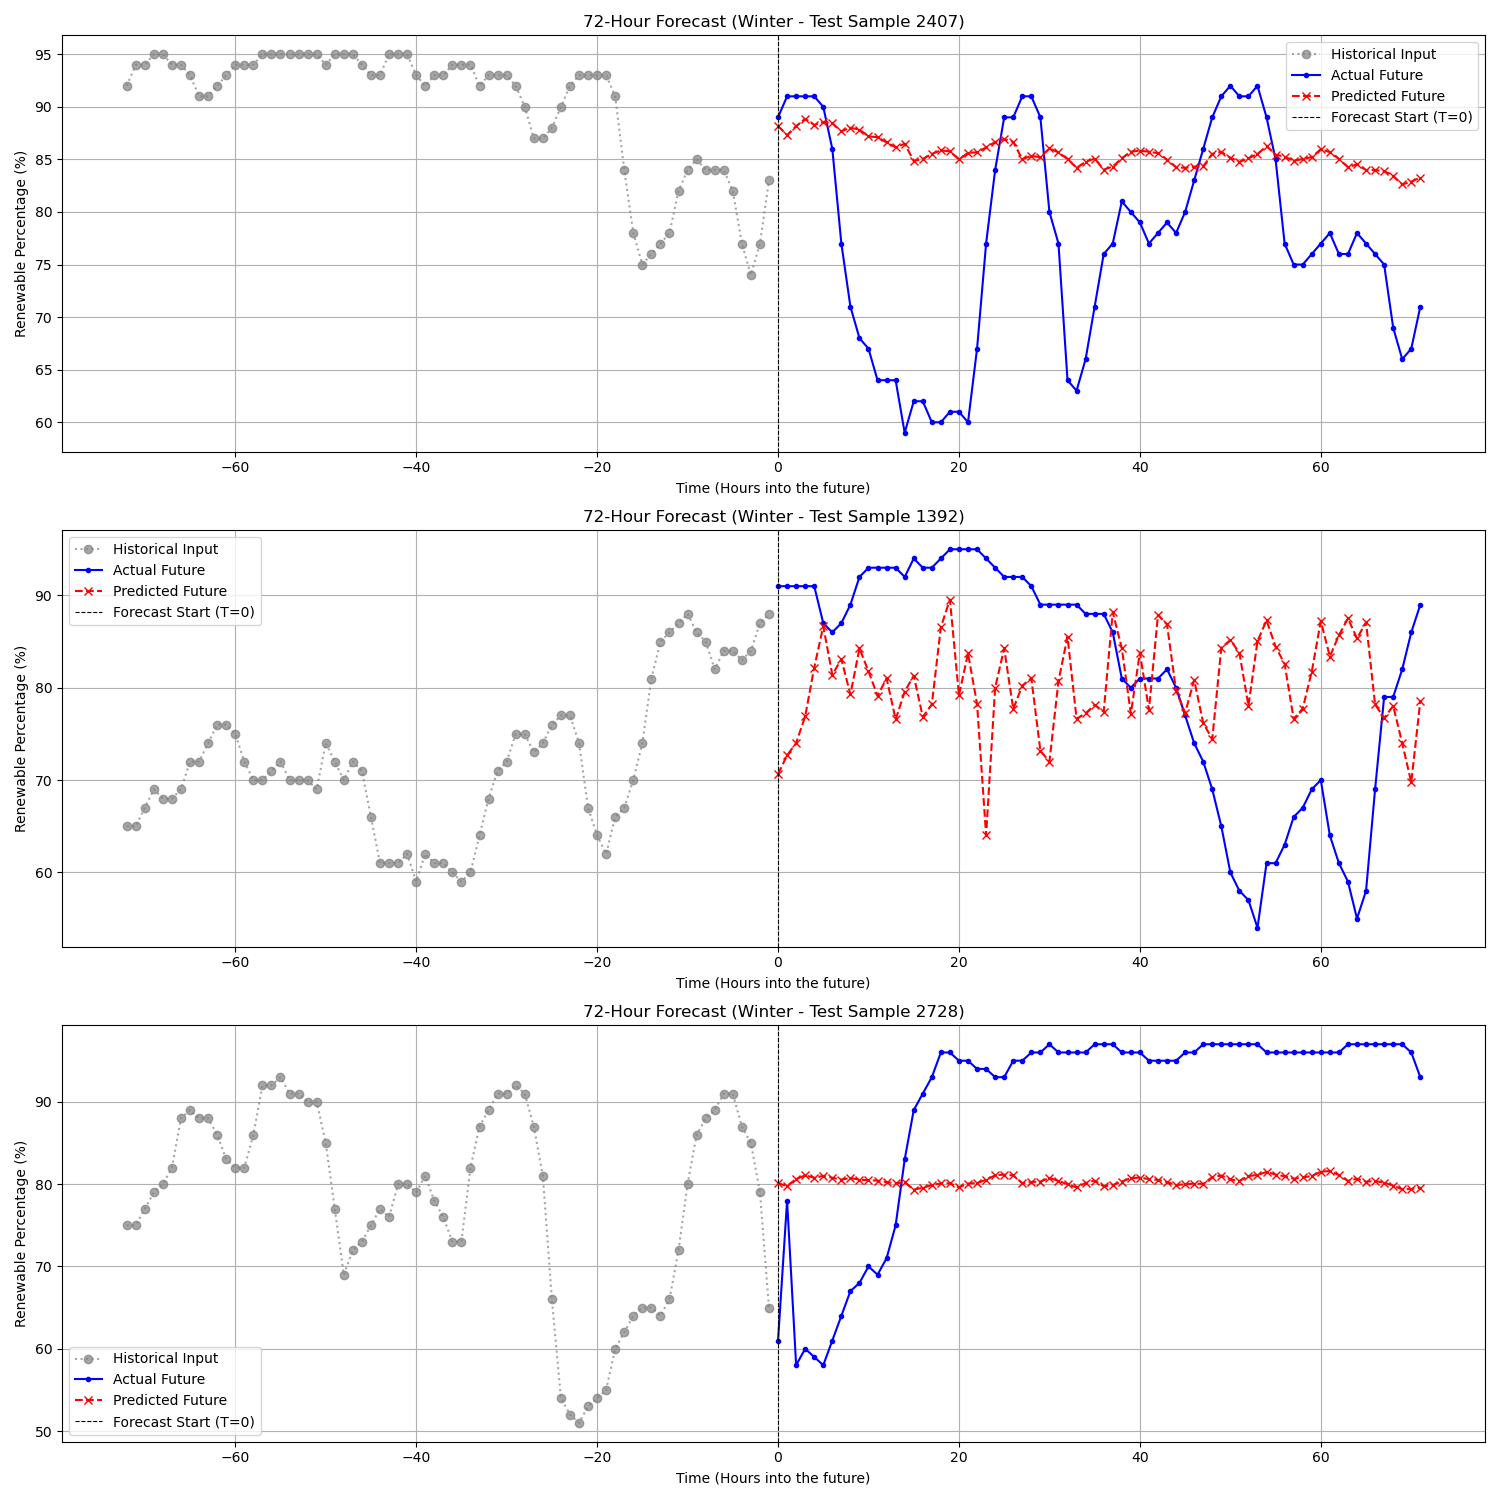 72-Hour Forecast (Winter - Test Sample 2407)
Renewable Percentage (%)
95
90
85
80
75
70
65
60
Historical Input
Actual Future
Predicted Future
Forecast Start (T=0)
−60 −40 −20 0 20 40 60
Time (Hours into the future)
72-Hour Forecast (Winter - Test Sample 1392)
Renewable Percentage (%)
90
80
70
60
Historical Input
Actual Future
Predicted Future
Forecast Start (T=0)
−60 −40 −20 0 20 40 60
Time (Hours into the future)
72-Hour Forecast (Winter - Test Sample 2728)
Renewable Percentage (%)
90
80
70
60
50
Historical Input
Actual Future
Predicted Future
Forecast Start (T=0)
−60 −40 −20 0 20 40 60
Time (Hours into the future)